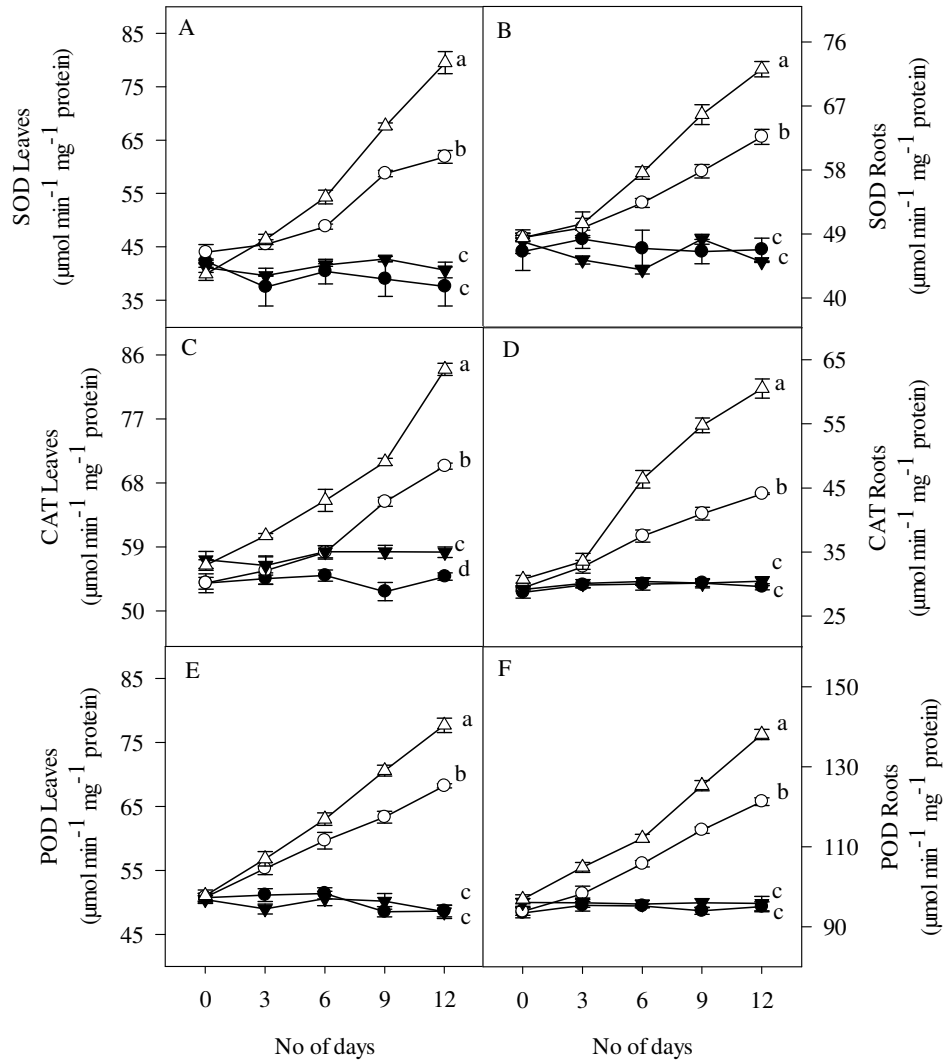 A
85
75
65
55
45
35
a
b
c
c
SOD Leaves
(µmol min-1 mg-1 protein)
B
76
67
58
49
40
a
b
c
c
SOD Roots
(µmol min-1 mg-1 protein)
C
86
77
68
59
50
a
b
c
d
CAT Leaves
(µmol min-1 mg-1 protein)
D
65
55
45
35
25
a
b
c
c
CAT Roots
(µmol min-1 mg-1 protein)
E
85
75
65
55
45
a
b
c
c
POD Leaves
(µmol min-1 mg-1 protein)
0 3 6 9 12
No of days
F
150
130
110
90
a
b
c
c
POD Roots
(µmol min-1 mg-1 protein)
0 3 6 9 12
No of days